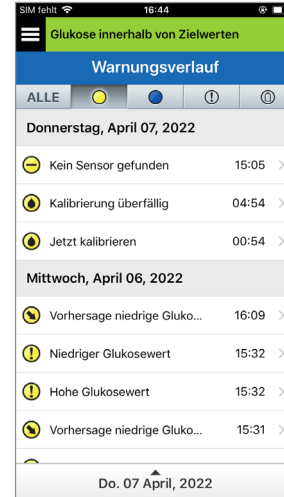 SIM fehlt 16:44
Glukose innerhalb von Zielwerten
Warnungsverlauf
ALLE
Donnerstag, April 07, 2022
Kein Sensor gefunden 15:05
Kalibrierung überfällig 04:54
Jetzt kalibrieren 00:54
Mittwoch, April 06, 2022
Vorhersage niedrige Gluko... 16:09
Niedriger Glukosewert 15:32
Hohe Glukosewert 15:32
Vorhersage niedrige Gluko... 15:31
Do. 07 April, 2022